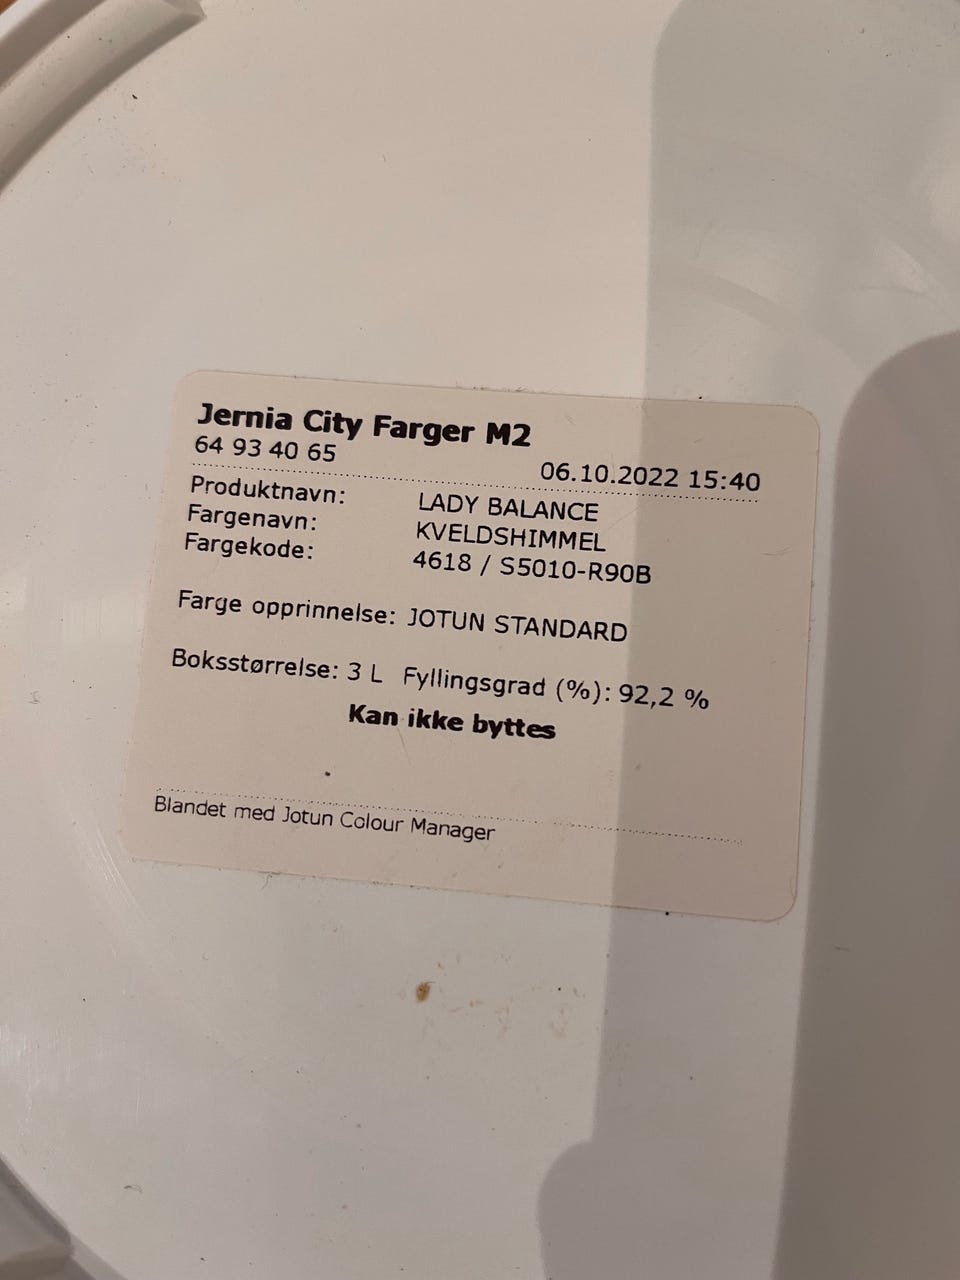 Jernia City Farger M2
64 93 40 65
06.10.2022 15:40
Produktnavn: LADY BALANCE
Fargenavn: KVELDSHIMMEL
Fargekode: 4618 / S5010-R90B
Farge opprinnelse: JOTUN STANDARD
Boksstørrelse: 3 L Fyllingsgrad (%): 92,2 %
Kan ikke byttes
Blandet med Jotun Colour Manager